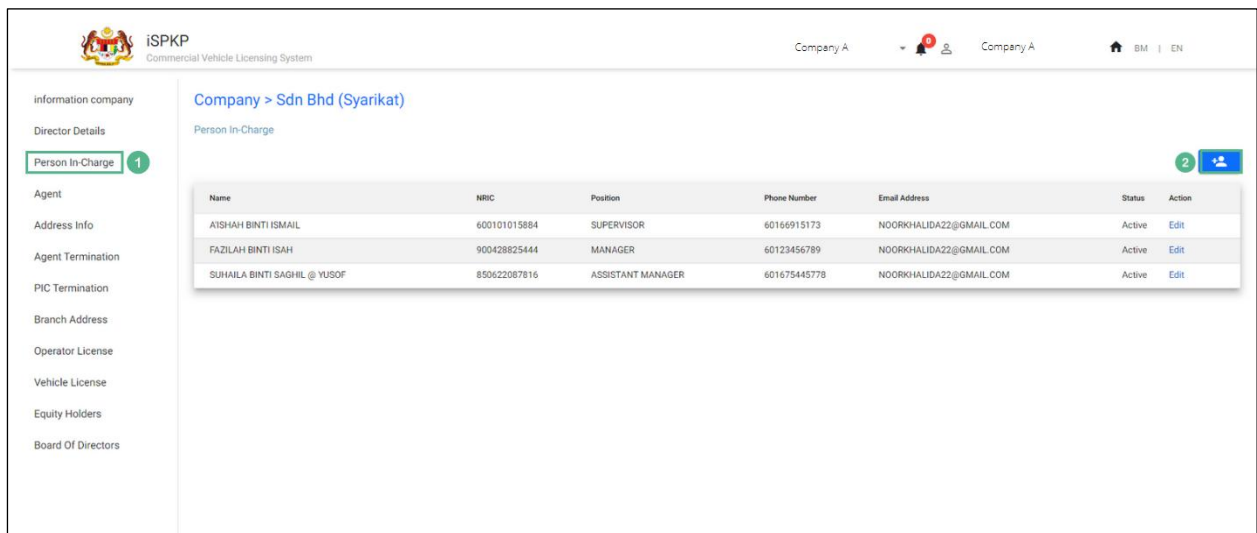 iSPKP
Commercial Vehicle Licensing System
Company A 0 Company A BM | EN
information company
Director Details
Person In-Charge 1
Agent
Address Info
Agent Termination
PIC Termination
Branch Address
Operator License
Vehicle License
Equity Holders
Board Of Directors
Company > Sdn Bhd (Syarikat)
Person In-Charge
2
Name NRIC Position Phone Number Email Address Status Action
A'ISHAH BINTI ISMAIL 600101015884 SUPERVISOR 60166915173 NOORKHALIDA22@GMAIL.COM Active Edit
FAZILAH BINTI ISAH 900428825444 MANAGER 60123456789 NOORKHALIDA22@GMAIL.COM Active Edit
SUHAILA BINTI SAGHIL @ YUSOF 850622087816 ASSISTANT MANAGER 601675445778 NOORKHALIDA22@GMAIL.COM Active Edit